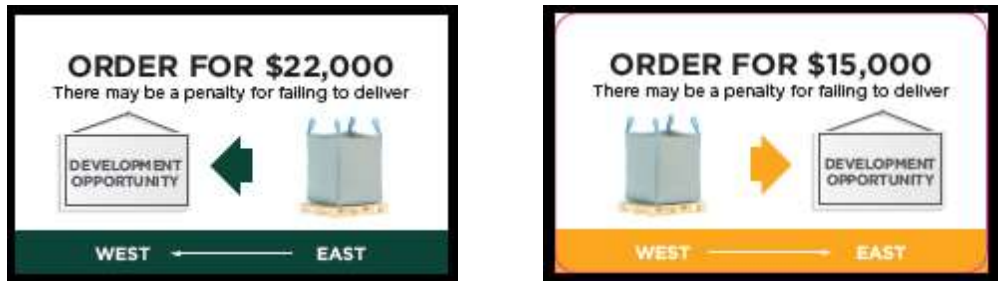 ORDER FOR $22,000
There may be a penalty for failing to deliver
DEVELOPMENT
OPPORTUNITY
WEST EAST
ORDER FOR $15,000
There may be a penalty for failing to deliver
DEVELOPMENT
OPPORTUNITY
WEST EAST